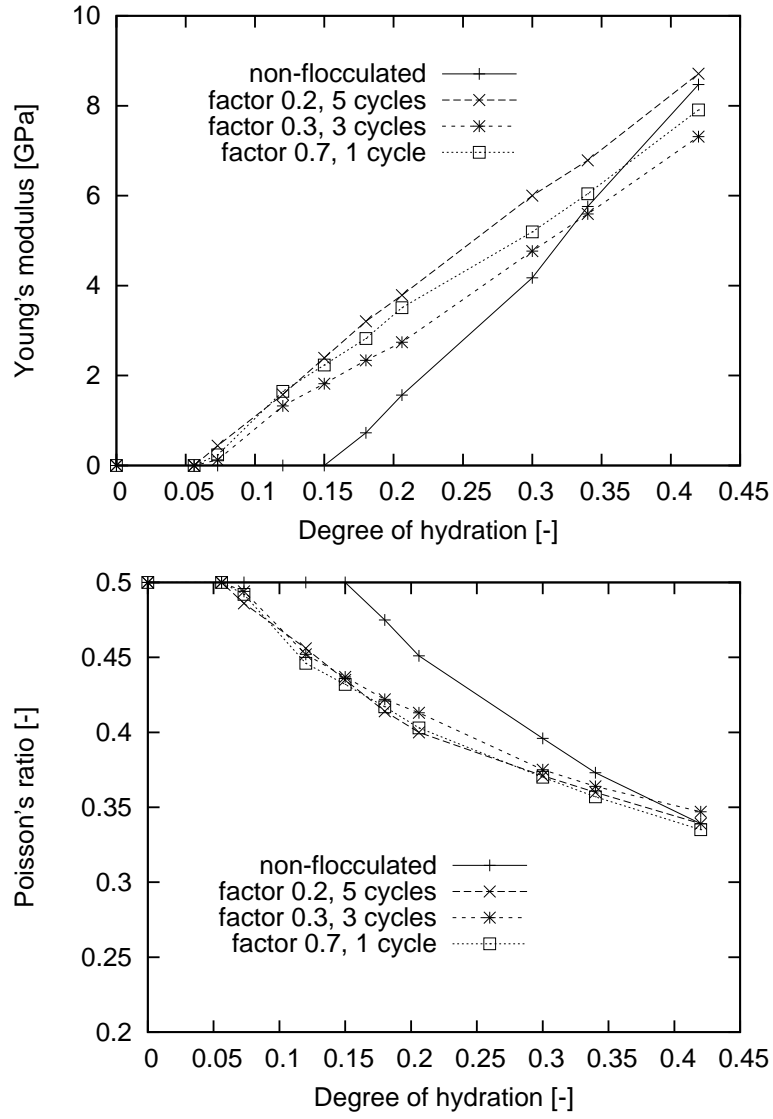 10
8
6
4
2
0
Young's modulus [GPa]
non-flocculated
factor 0.2, 5 cycles
factor 0.3, 3 cycles
factor 0.7, 1 cycle
0 0.05 0.1 0.15 0.2 0.25 0.3 0.35 0.4 0.45
Degree of hydration [-]
0.5
0.45
0.4
0.35
0.3
0.25
0.2
Poisson's ratio [-]
non-flocculated
factor 0.2, 5 cycles
factor 0.3, 3 cycles
factor 0.7, 1 cycle
0 0.05 0.1 0.15 0.2 0.25 0.3 0.35 0.4 0.45
Degree of hydration [-]